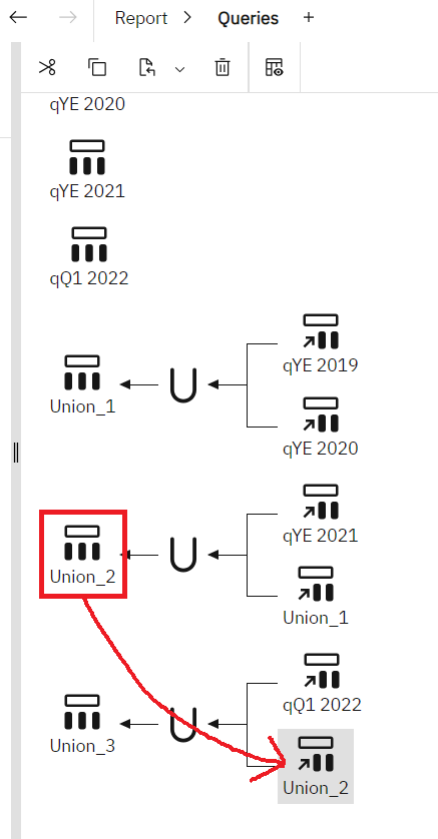 Report > Queries +
qYE 2020
qYE 2021
qQ1 2022
qYE 2019
Union_1
qYE 2020
qYE 2021
Union_2
Union_1
qQ1 2022
Union_3
Union_2